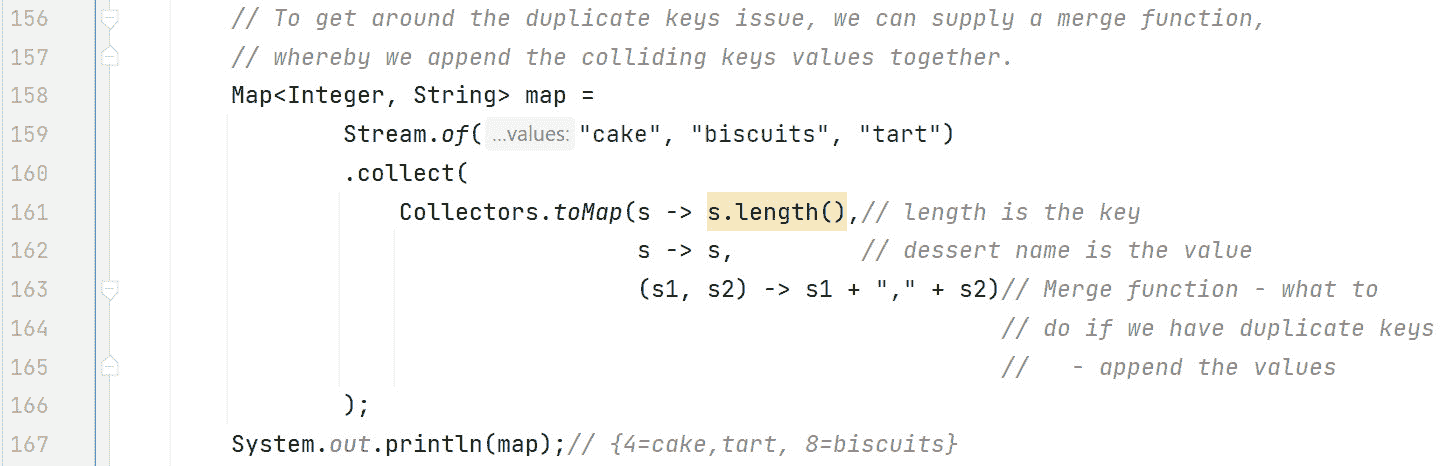 156 // To get around the duplicate keys issue, we can supply a merge function,
157 // whereby we append the colliding keys values together.
158 Map<Integer, String> map =
159 Stream.of( ...values: "cake", "biscuits", "tart")
160 .collect(
161 Collectors.toMap(s -> s.length(),// length is the key
162 s -> s, // dessert name is the value
163 (s1, s2) -> s1 + "," + s2)// Merge function - what to
164 // do if we have duplicate keys
165 // - append the values
166 );
167 System.out.println(map);// {4=cake,tart, 8=biscuits}